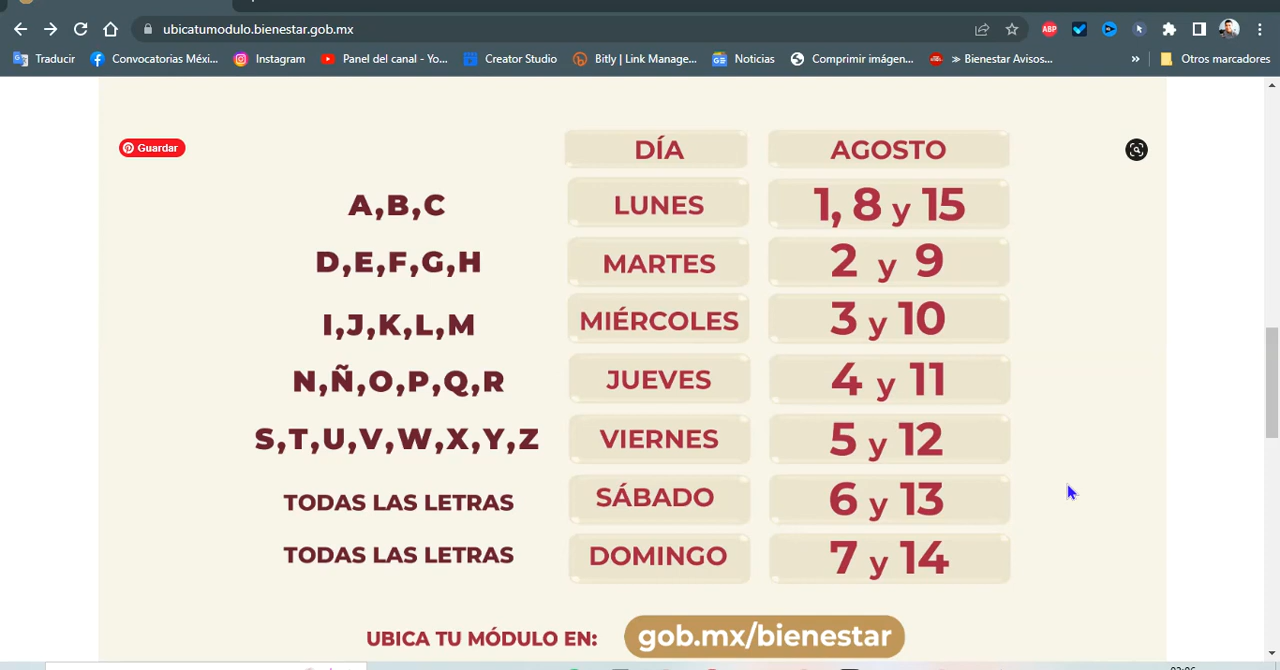 ubicatumodulo.bienestar.gob.mx
ABP
Traducir
Convocatorias Méxi...
Instagram
Panel del canal - Yo...
Creator Studio
Bitly | Link Manage...
GE Noticias
Comprimir imágen...
≫ Bienestar Avisos...
»
Otros marcadores
Guardar
DÍA AGOSTO
A,B,C LUNES 1, 8 y 15
D,E,F,G,H MARTES 2 y 9
I,J,K,L,M MIÉRCOLES 3 y 10
N,Ñ,O,P,Q,R JUEVES 4 y 11
S,T,U,V,W,X,Y,Z VIERNES 5 y 12
TODAS LAS LETRAS SÁBADO 6 y 13
TODAS LAS LETRAS DOMINGO 7 y 14
UBICA TU MÓDULO EN: gob.mx/bienestar